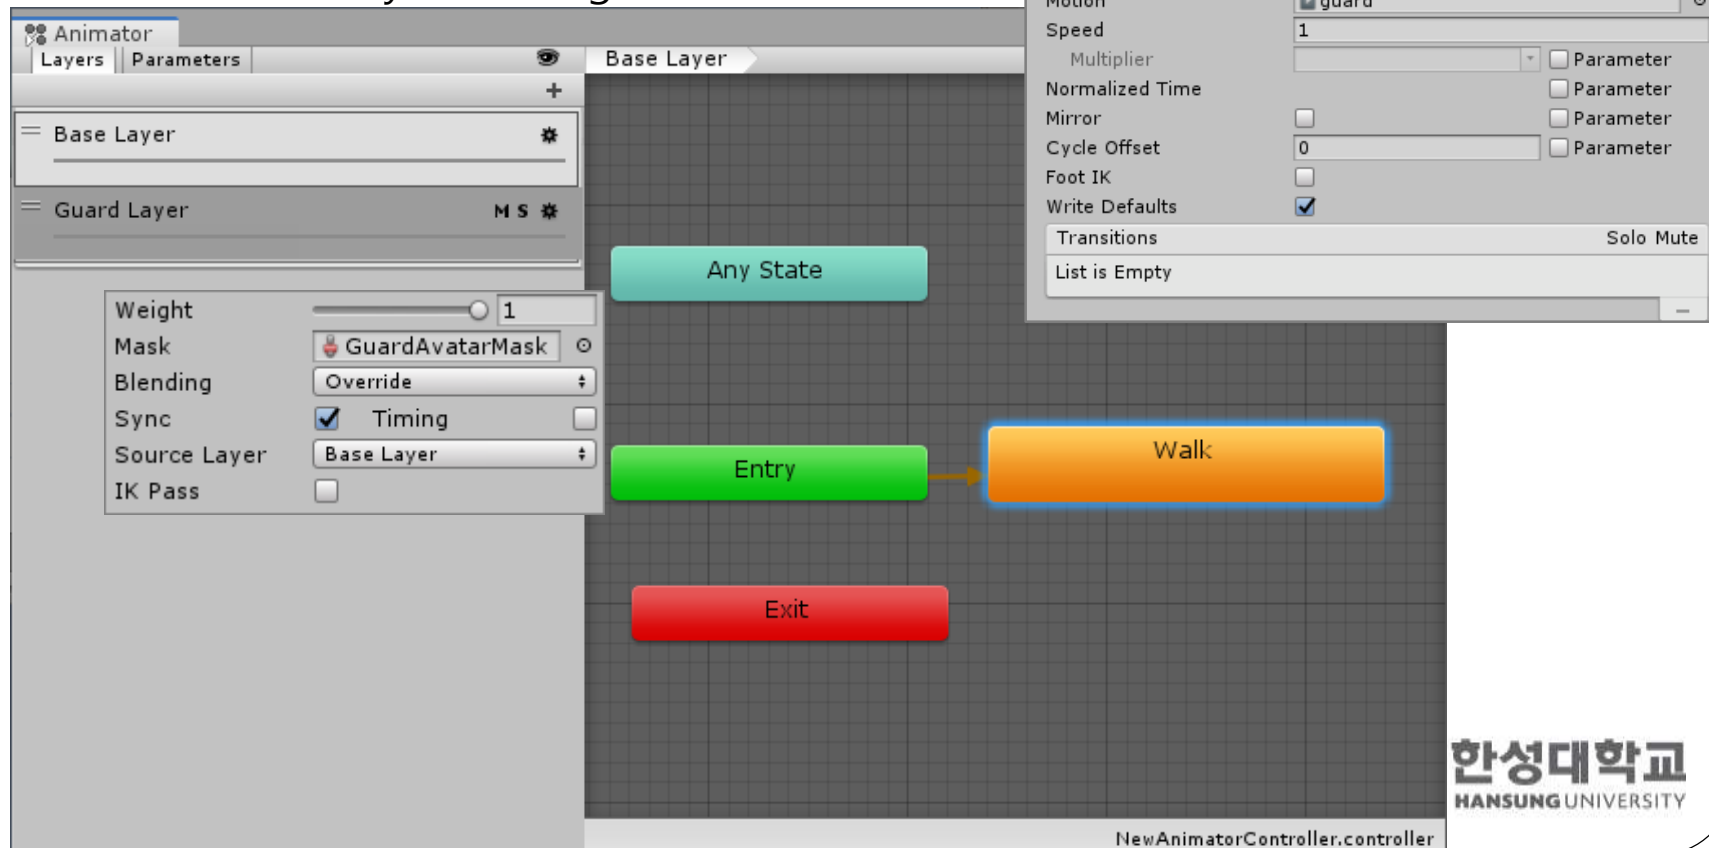 Animator
Layers Parameters
Base Layer
Base Layer
Guard Layer M S
Weight 1
Mask GuardAvatarMask
Blending Override
Sync Timing
Source Layer Base Layer
IK Pass
Any State
Entry
Walk
Exit
NewAnimatorController.controller
Motion guard
Speed 1
Multiplier Parameter
Normalized Time Parameter
Mirror Parameter
Cycle Offset 0 Parameter
Foot IK
Write Defaults
Transitions Solo Mute
List is Empty
한성대학교
HANSUNG UNIVERSITY